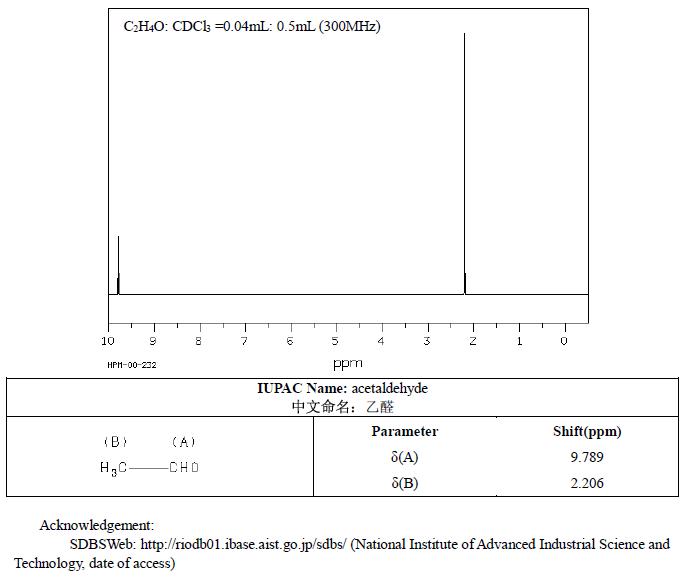 C₂H₄O: CDCl₃ =0.04mL: 0.5mL (300MHz)
10 9 8 7 6 5 4 3 2 1 0
HPM-00-232
ppm
IUPAC Name: acetaldehyde
中文命名：乙醛
(B) (A)
H₃C—CHO
Parameter Shift(ppm)
δ(A) 9.789
δ(B) 2.206
Acknowledgement:
SDBSWeb: http://riodb01.ibase.aist.go.jp/sdbs/ (National Institute of Advanced Industrial Science and
Technology, date of access)